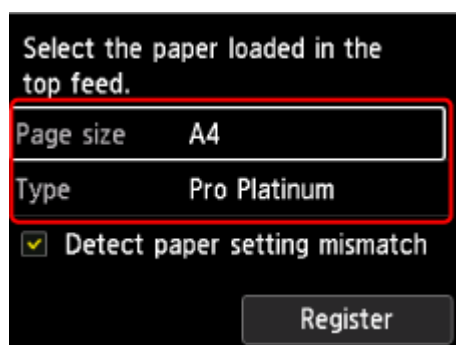 Select the paper loaded in the
top feed.
Page size A4
Type Pro Platinum
Detect paper setting mismatch
Register